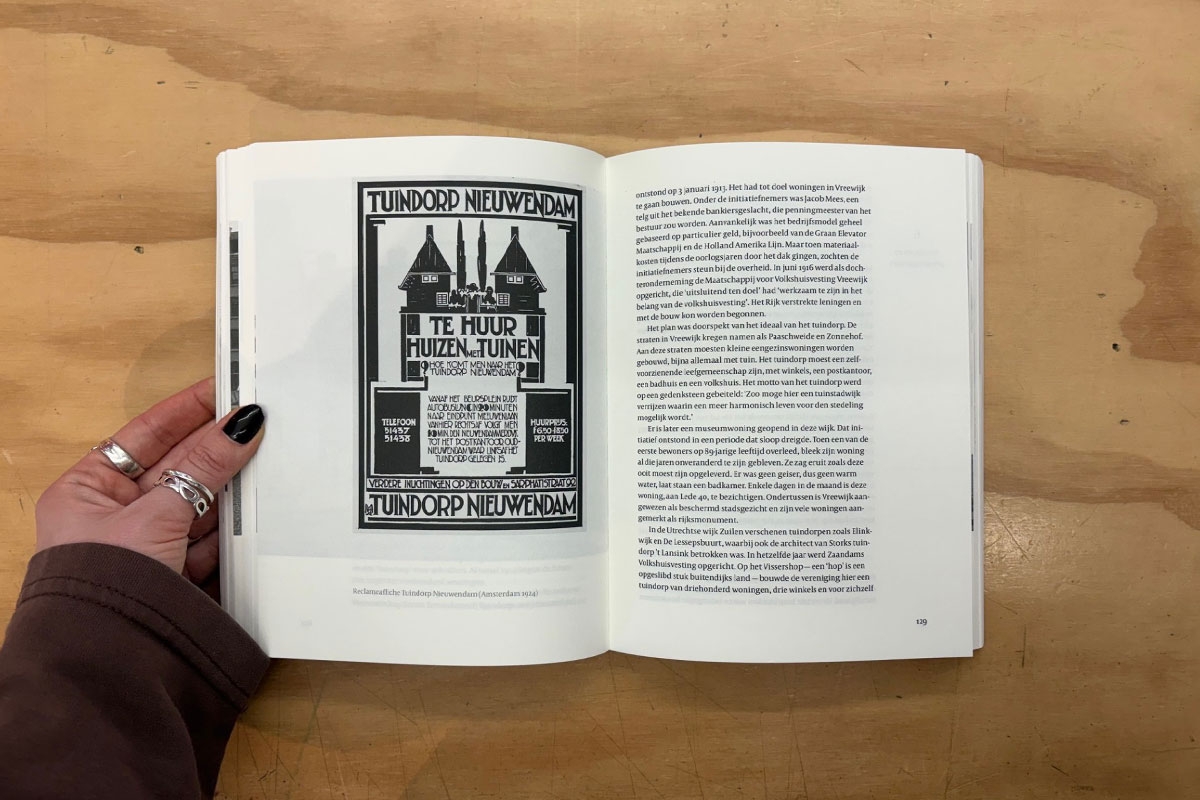 TUINDORP NIEUWENDAM
TE HUUR
HUIZEN MET TUINEN
HOE KOMT MEN NAAR HET
TUINDORP NIEUWENDAM?
VANAF HET BEURSPLEIN RIJDT
AUTOBUSLIJN C IN 20 MINUTEN
NAAR EINDPUNT MEEUWENLAAN
VAN HIER RECHTS AF VOLGT MEN
10 MIN. DEN NIEUWENDAMMERDIJK
TOT HET POSTKANTOOR OUD-
NIEUWENDAM WAAR LINKS AF HET
TUINDORP GELEGEN IS.
TELEFOON
51437
51438
HUURPRIJS:
f 6.50-8.50
PER WEEK
VERDERE INLICHTINGEN OP DEN BOUW EN SARPHATISTRAAT 92
TUINDORP NIEUWENDAM
Reclameaffiche Tuindorp Nieuwendam (Amsterdam 1924)
ontstond op 3 januari 1913. Het had tot doel woningen in Vreewijk
te gaan bouwen. Onder de initiatiefnemers was Jacob Mees, een
telg uit het bekende bankiersgeslacht, die penningmeester van het
bestuur zou worden. Aanvankelijk was het bedrijfsmodel geheel
gebaseerd op particulier geld, bijvoorbeeld van de Graan Elevator
Maatschappij en de Holland Amerika Lijn. Maar toen materiaal-
kosten tijdens de oorlogsjaren door het dak gingen, zochten de
initiatiefnemers steun bij de overheid. In juni 1916 werd als doch-
teronderneming de Maatschappij voor Volkshuisvesting Vreewijk
opgericht, die ‘uitsluitend ten doel’ had ‘werkzaam te zijn in het
belang van de volkshuisvesting’. Het Rijk verstrekte leningen en
met de bouw kon worden begonnen.
Het plan was doorspekt van het ideaal van het tuindorp. De
straten in Vreewijk kregen namen als Paaschweide en Zonnehof.
Aan deze straten moesten kleine eengezinswoningen worden
gebouwd, bijna allemaal met tuin. Het tuindorp moest een zelf-
voorzienende leefgemeenschap zijn, met winkels, een postkantoor,
een badhuis en een volkshuis. Het motto van het tuindorp werd
op een gedenksteen gebeiteld: ‘Zoo moge hier een tuinstadwijk
verrijzen waarin een meer harmonisch leven voor den stedeling
mogelijk wordt.’
Er is later een museumwoning geopend in deze wijk. Dat ini-
tiatief ontstond in een periode dat sloop dreigde. Toen een van de
eerste bewoners op 89-jarige leeftijd overleed, bleek zijn woning
al die jaren onveranderd te zijn gebleven. Ze zag eruit zoals deze
ooit moest zijn opgeleverd. Er was geen geiser, dus geen warm
water, laat staan een badkamer. Enkele dagen in de maand is deze
woning, aan Lede 40, te bezichtigen. Ondertussen is Vreewijk aan-
gewezen als beschermd stadsgezicht en zijn vele woningen aan-
gemerkt als rijksmonument.
In de Utrechtse wijk Zuilen verschenen tuindorpen zoals Elink-
wijk en De Lessepsbuurt, waarbij ook de architect van Storks tuin-
dorp ’t Lansink betrokken was. In hetzelfde jaar werd Zaandams
Volkshuisvesting opgericht. Op het Vissershop — een ‘hop’ is een
opgeslibd stuk buitendijks land — bouwde de vereniging hier een
tuindorp van driehonderd woningen, drie winkels en voor zichzelf
129